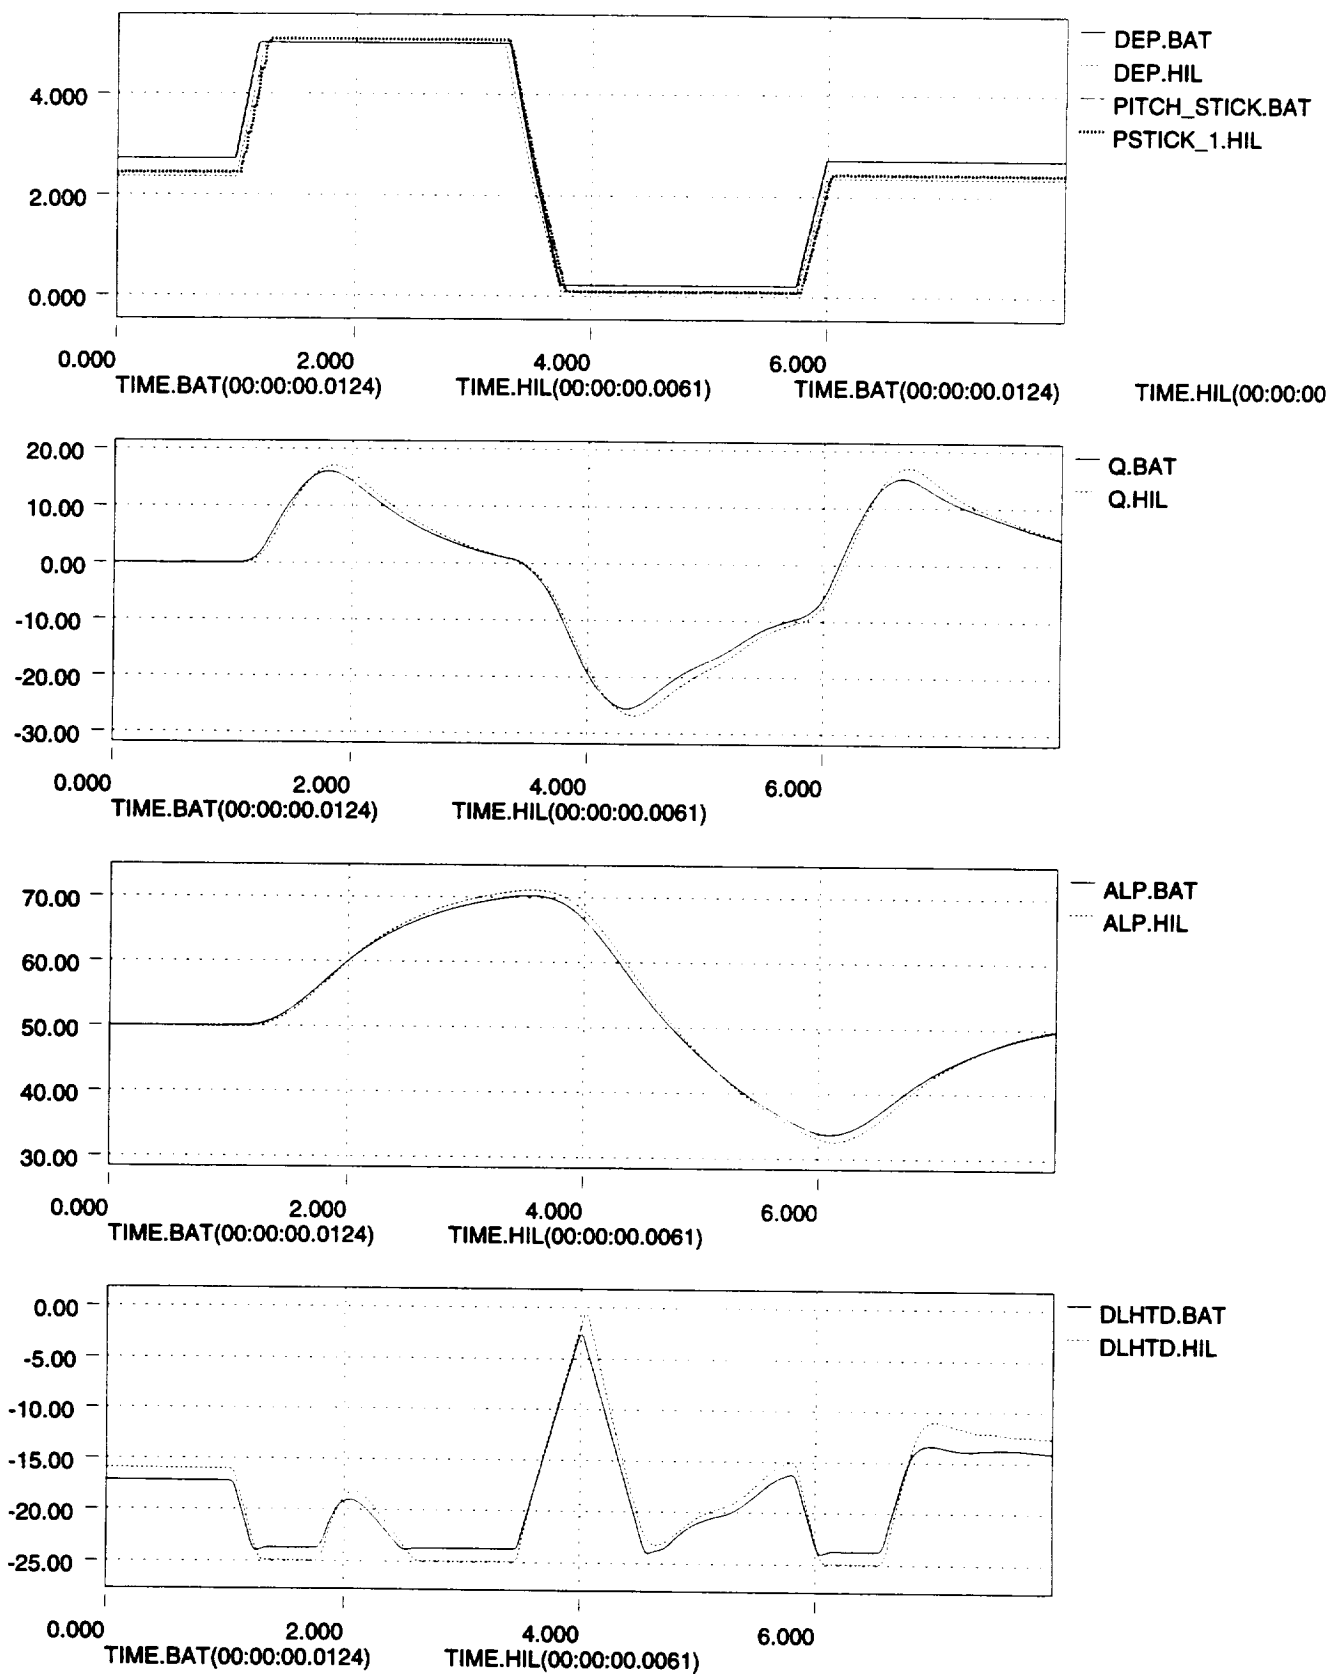 DEP.BAT
DEP.HIL
PITCH_STICK.BAT
PSTICK_1.HIL
4.000
2.000
0.000
0.000 2.000 4.000 6.000
TIME.BAT(00:00:00.0124) TIME.HIL(00:00:00.0061) TIME.BAT(00:00:00.0124) TIME.HIL(00:00:00
Q.BAT
Q.HIL
20.00
10.00
0.00
-10.00
-20.00
-30.00
0.000 2.000 4.000 6.000
TIME.BAT(00:00:00.0124) TIME.HIL(00:00:00.0061)
ALP.BAT
ALP.HIL
70.00
60.00
50.00
40.00
30.00
0.000 2.000 4.000 6.000
TIME.BAT(00:00:00.0124) TIME.HIL(00:00:00.0061)
DLHTD.BAT
DLHTD.HIL
0.00
-5.00
-10.00
-15.00
-20.00
-25.00
0.000 2.000 4.000 6.000
TIME.BAT(00:00:00.0124) TIME.HIL(00:00:00.0061)